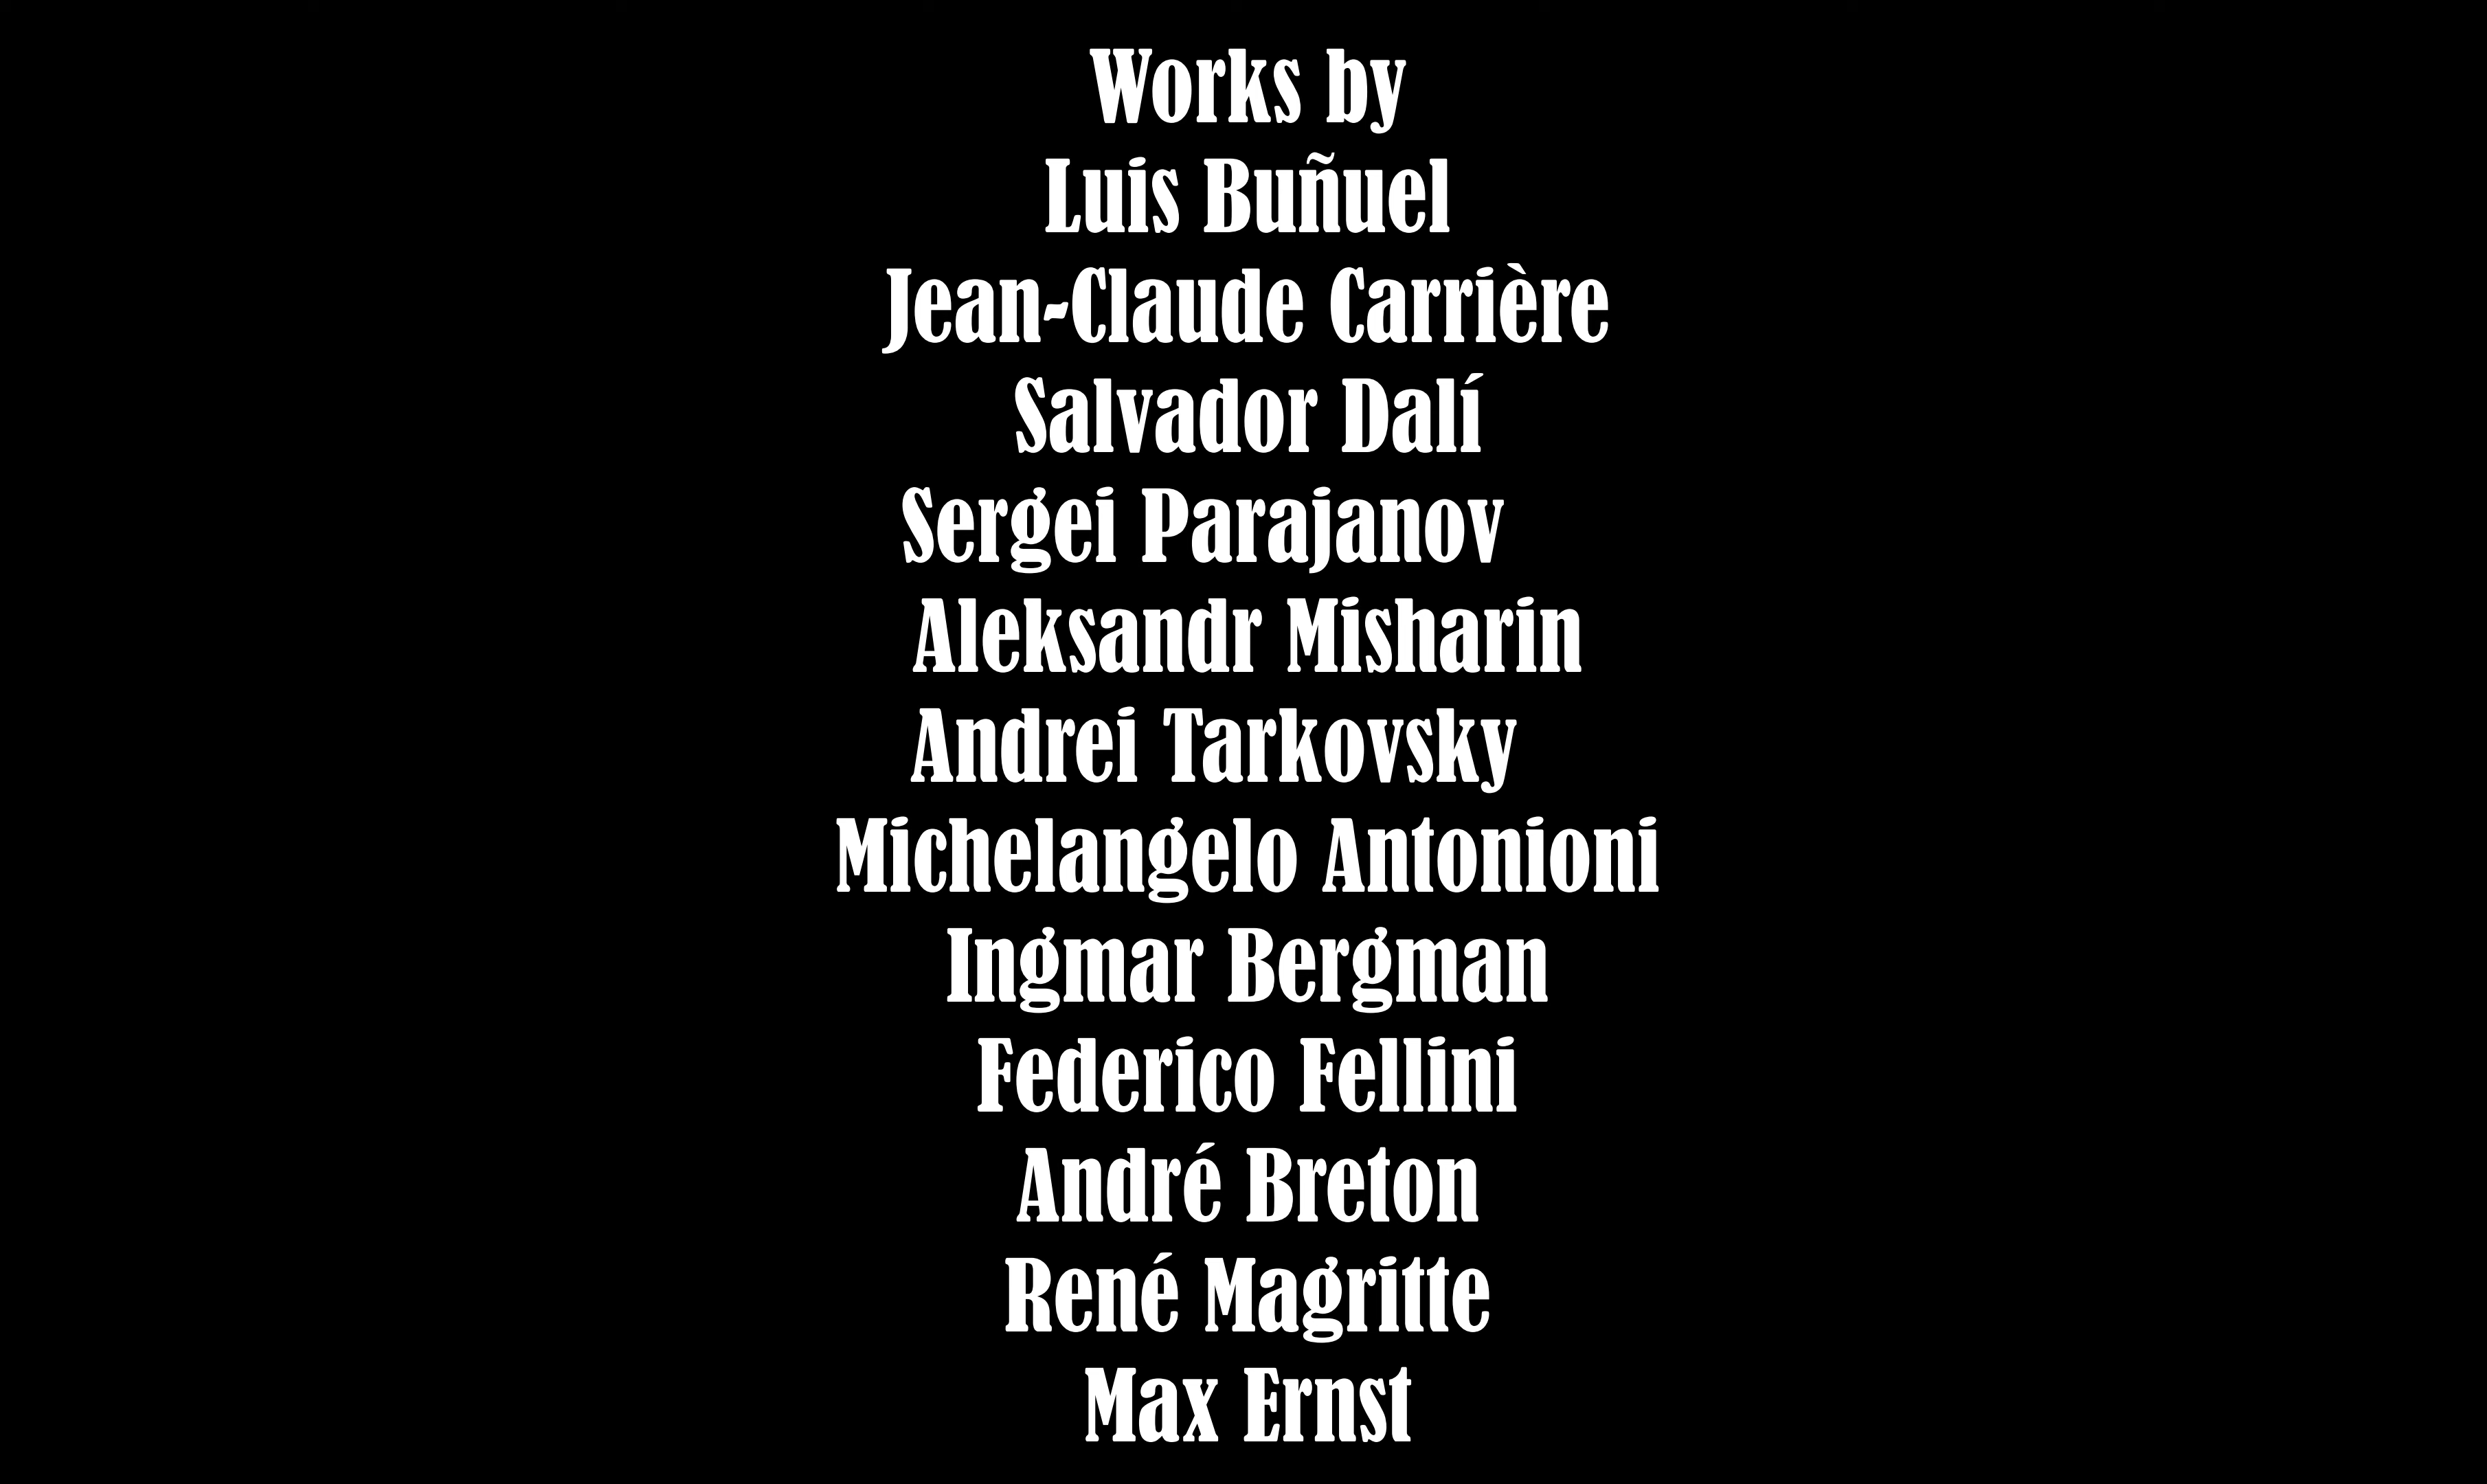 Works by
Luis Buñuel
Jean-Claude Carrière
Salvador Dalí
Sergei Parajanov
Aleksandr Misharin
Andrei Tarkovsky
Michelangelo Antonioni
Ingmar Bergman
Federico Fellini
André Breton
René Magritte
Max Ernst